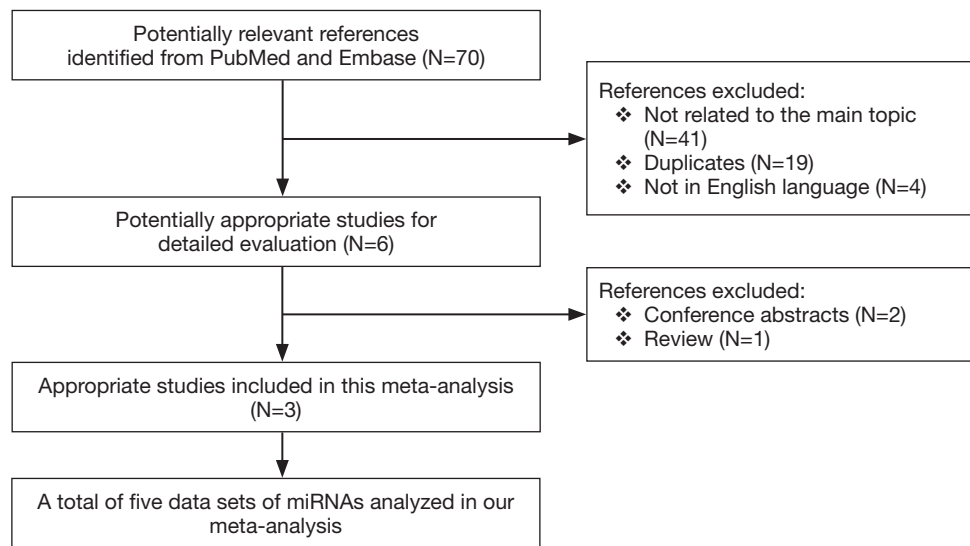 Potentially relevant references
identified from PubMed and Embase (N=70)
References excluded:
❖ Not related to the main topic
(N=41)
❖ Duplicates (N=19)
❖ Not in English language (N=4)
Potentially appropriate studies for
detailed evaluation (N=6)
References excluded:
❖ Conference abstracts (N=2)
❖ Review (N=1)
Appropriate studies included in this meta-analysis
(N=3)
A total of five data sets of miRNAs analyzed in our
meta-analysis